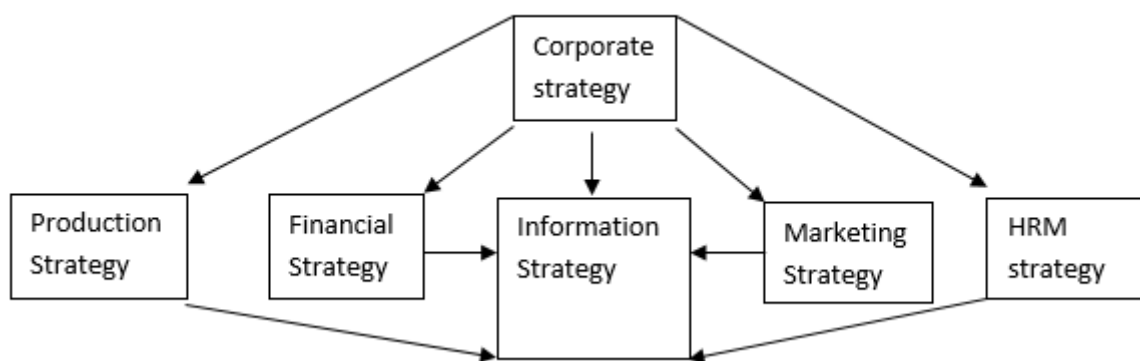 Corporate
strategy
Production
Strategy
Financial
Strategy
Information
Strategy
Marketing
Strategy
HRM
strategy